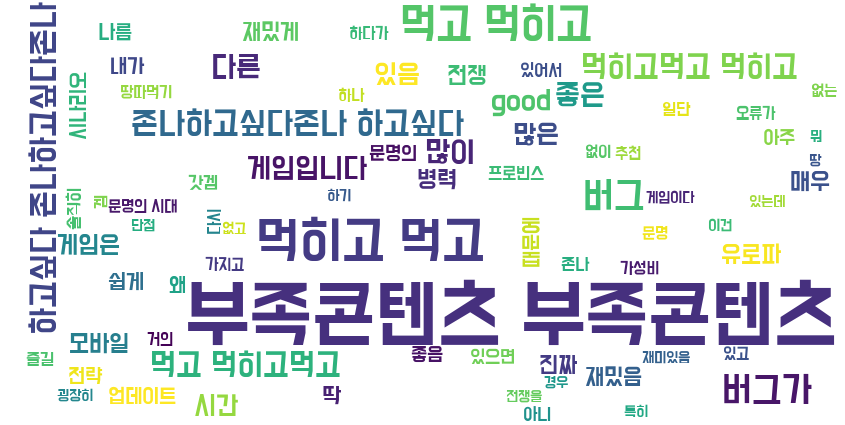 하고싶다 존나하고싶다존나
나름
재밌게
하다가
먹고 먹히고
내가
다른
있음
전쟁
있어서
먹히고먹고 먹히고
시나리오
땅따먹기
하나
good
좋은
없는
일단
오류가
존나하고싶다존나 하고싶다
많은
아주
뭐
게임입니다
문명의
많이
없이
추천
땅
갓겜
병력
프로빈스
매우
솔직히
겜
문명의 시대
하기
버그
게임이다
있는데
단점
다시
없고
먹히고 먹고
때문에
문명
이건
게임은
가지고
존나
가성비
유로파
쉽게
왜
부족콘텐츠 부족콘텐츠
모바일
거의
즐길
먹고 먹히고먹고
좋음
있으면
진짜
재미있음
있고
전략
재밌음
경우
굉장히
업데이트
시간
딱
전쟁을
아니
특히
버그가